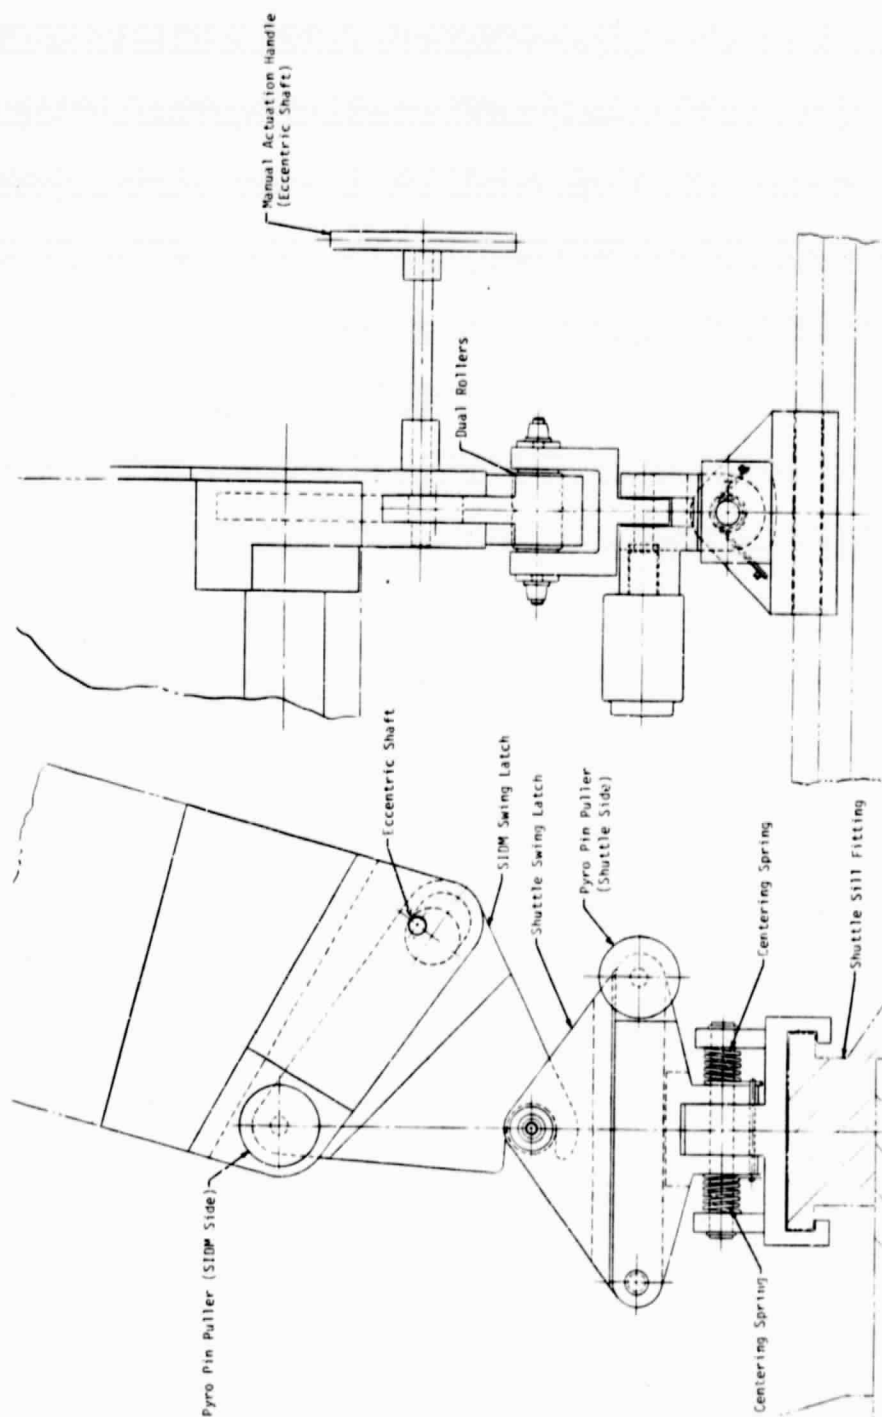 Manual Actuation Handle
(Eccentric Shaft)
Dual Rollers
Eccentric Shaft
SIDM Swing Latch
Shuttle Swing Latch
Pyro Pin Puller
(Shuttle Side)
Centering Spring
Shuttle Sill Fitting
Pyro Pin Puller (SIDM Side)
Centering Spring